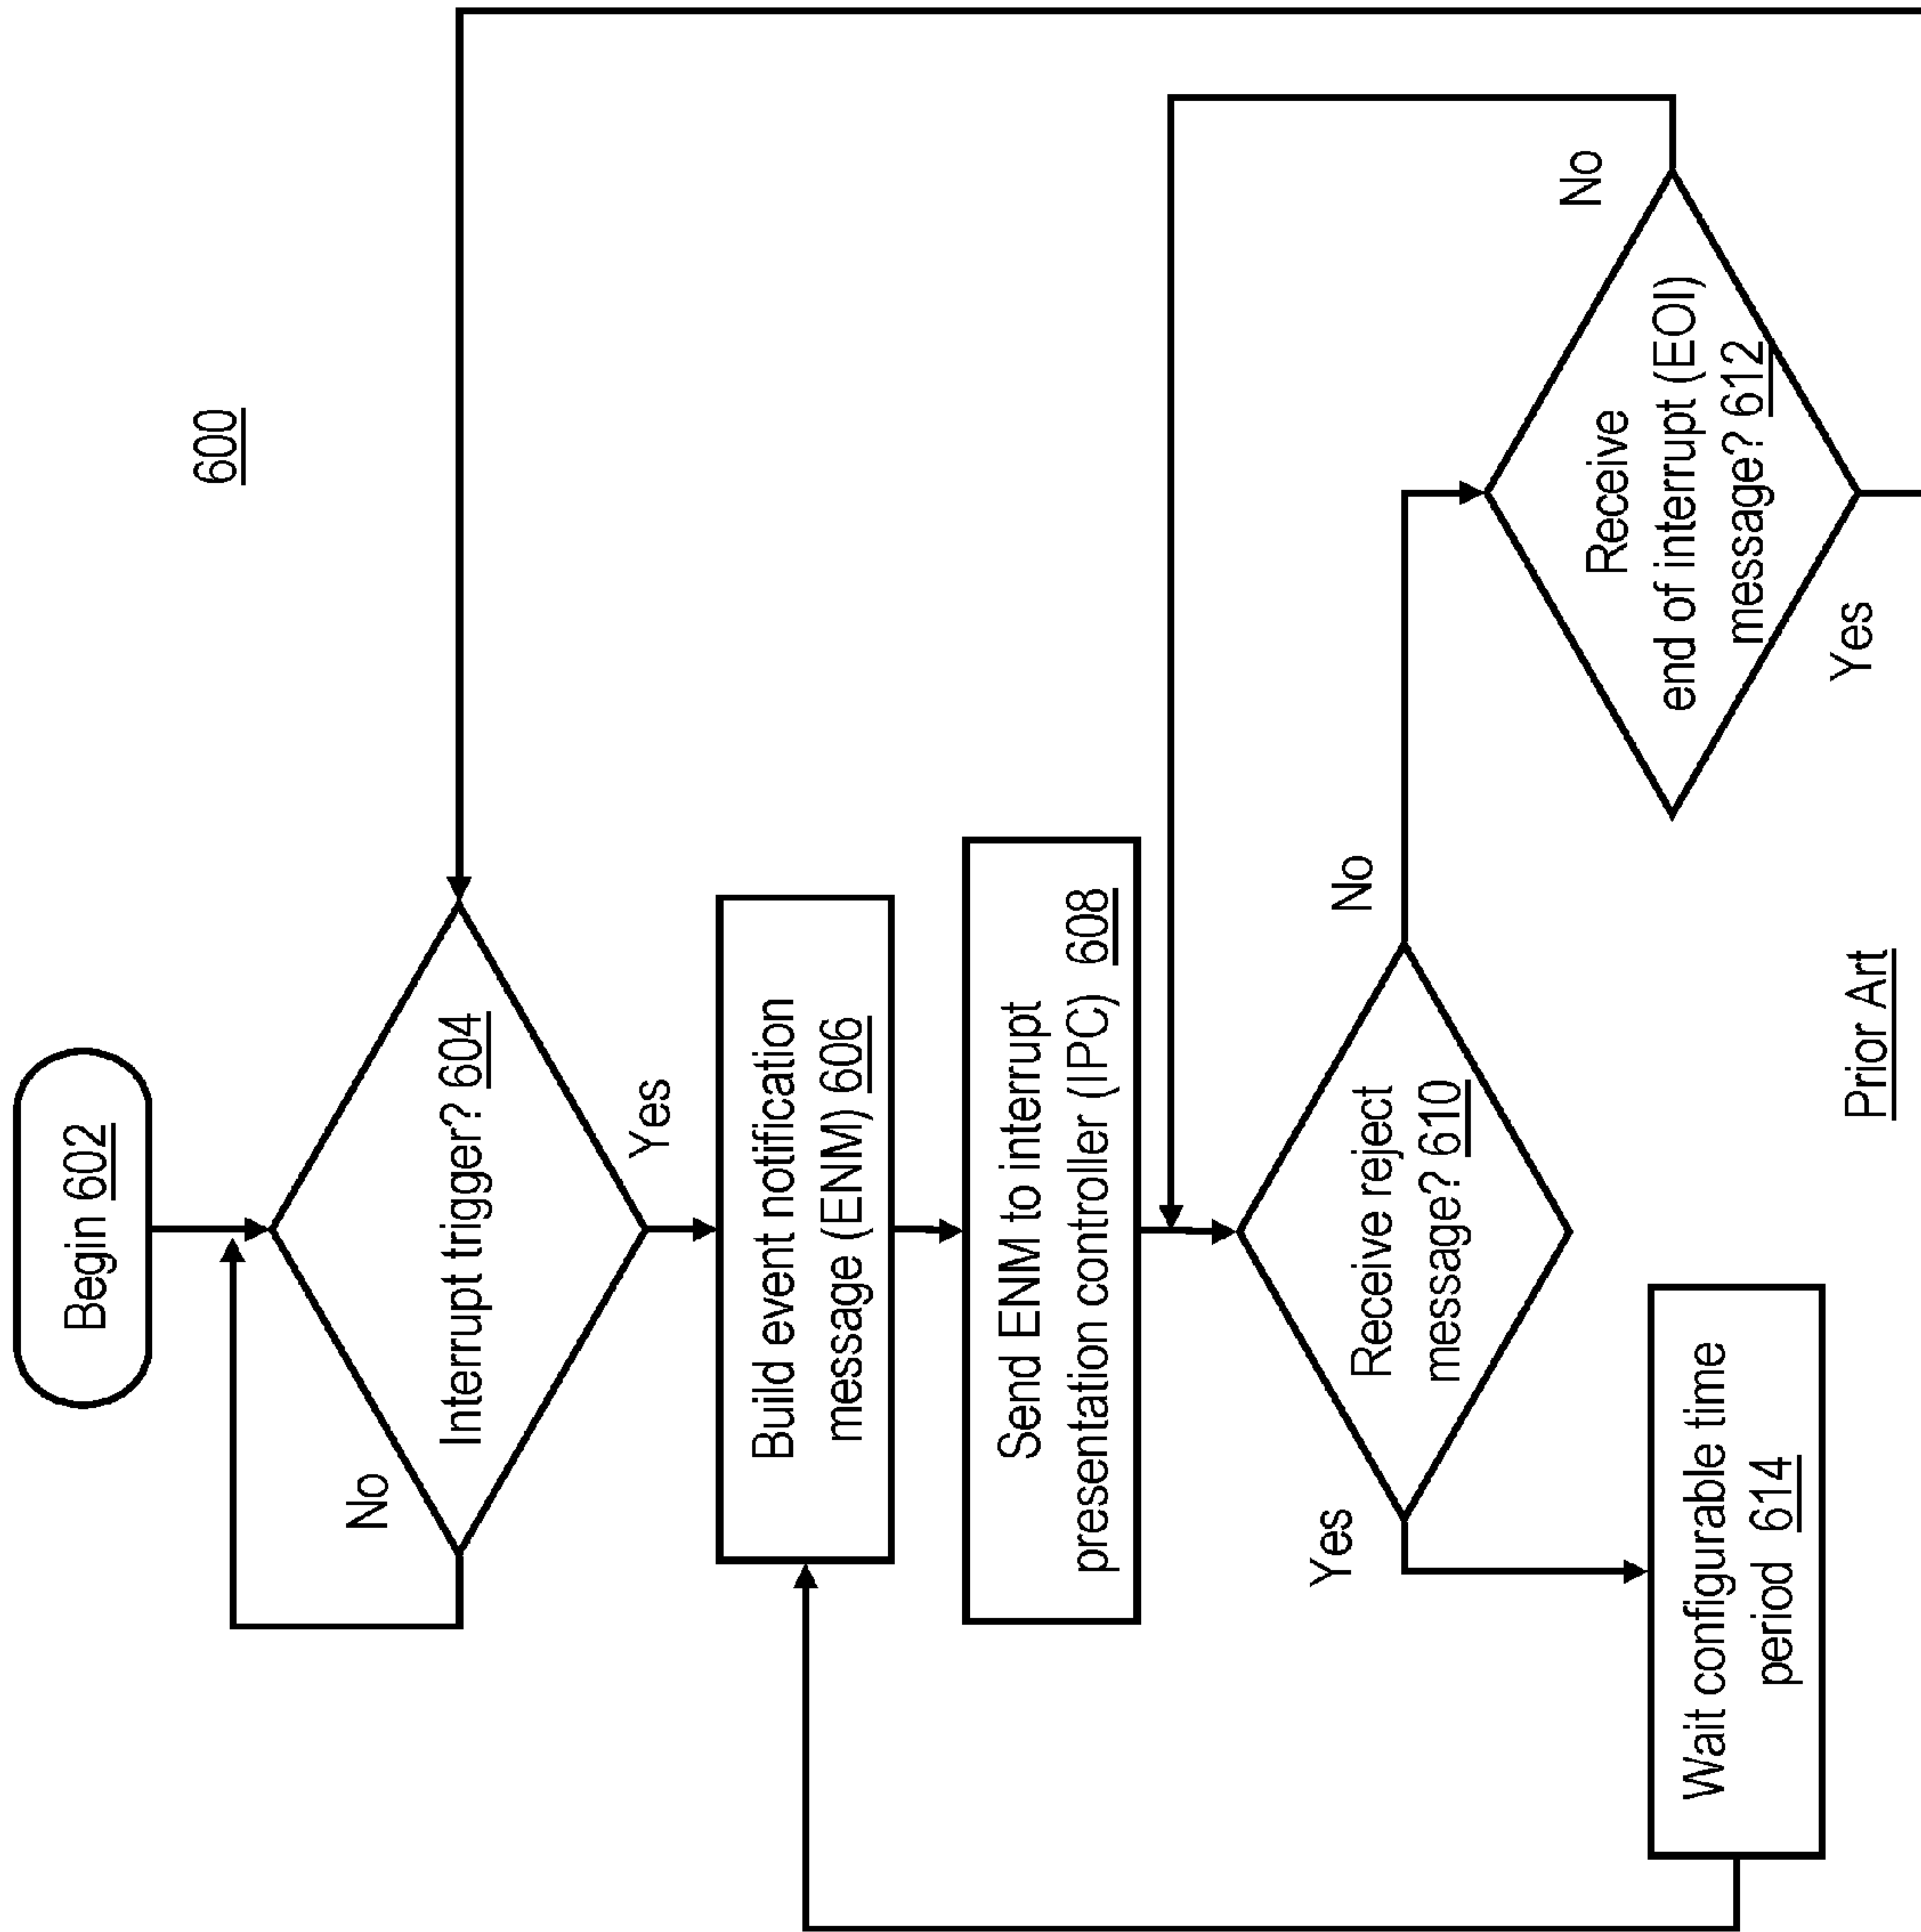 600
Begin 602
Interrupt trigger? 604
No
Yes
Build event notification
message (ENM) 606
Send ENM to interrupt
presentation controller (IPC) 608
Receive reject
message? 610
Yes
No
Receive
end of interrupt (EOI)
message? 612
No
Yes
Wait configurable time
period 614
Prior Art